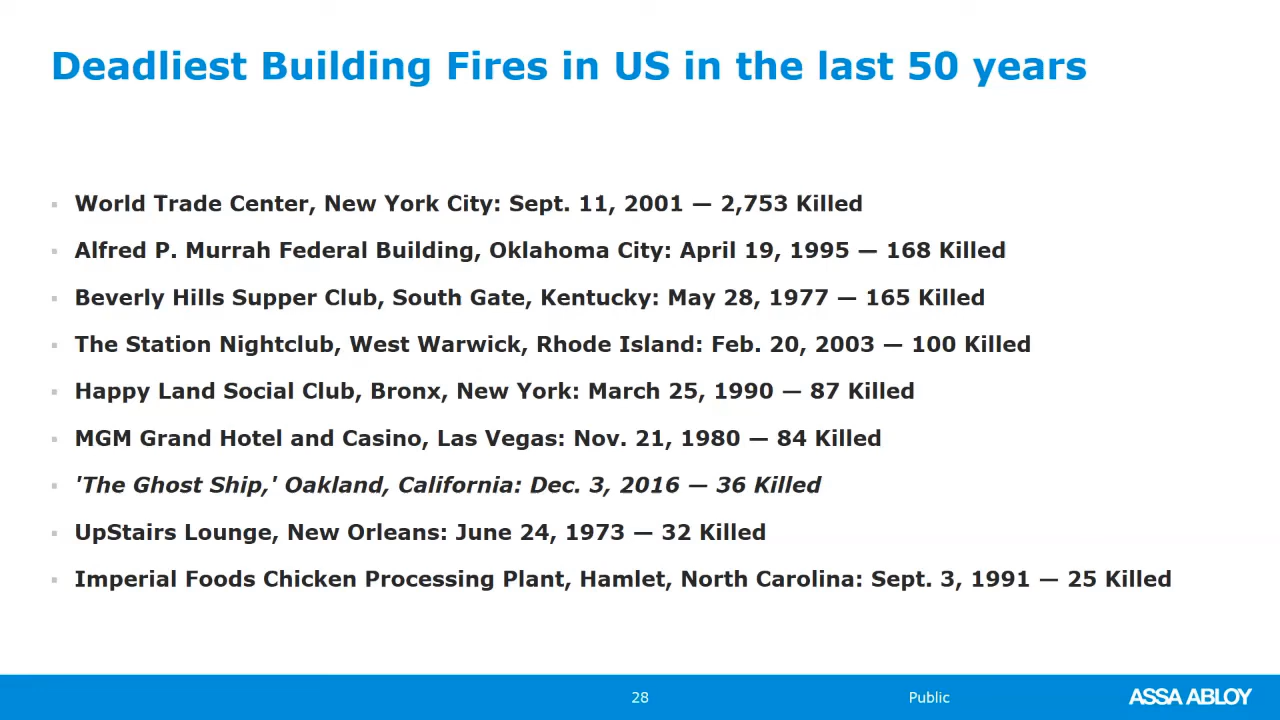 Deadliest Building Fires in US in the last 50 years
▪ World Trade Center, New York City: Sept. 11, 2001 — 2,753 Killed
▪ Alfred P. Murrah Federal Building, Oklahoma City: April 19, 1995 — 168 Killed
▪ Beverly Hills Supper Club, South Gate, Kentucky: May 28, 1977 — 165 Killed
▪ The Station Nightclub, West Warwick, Rhode Island: Feb. 20, 2003 — 100 Killed
▪ Happy Land Social Club, Bronx, New York: March 25, 1990 — 87 Killed
▪ MGM Grand Hotel and Casino, Las Vegas: Nov. 21, 1980 — 84 Killed
▪ 'The Ghost Ship,' Oakland, California: Dec. 3, 2016 — 36 Killed
▪ UpStairs Lounge, New Orleans: June 24, 1973 — 32 Killed
▪ Imperial Foods Chicken Processing Plant, Hamlet, North Carolina: Sept. 3, 1991 — 25 Killed
28 Public ASSA ABLOY